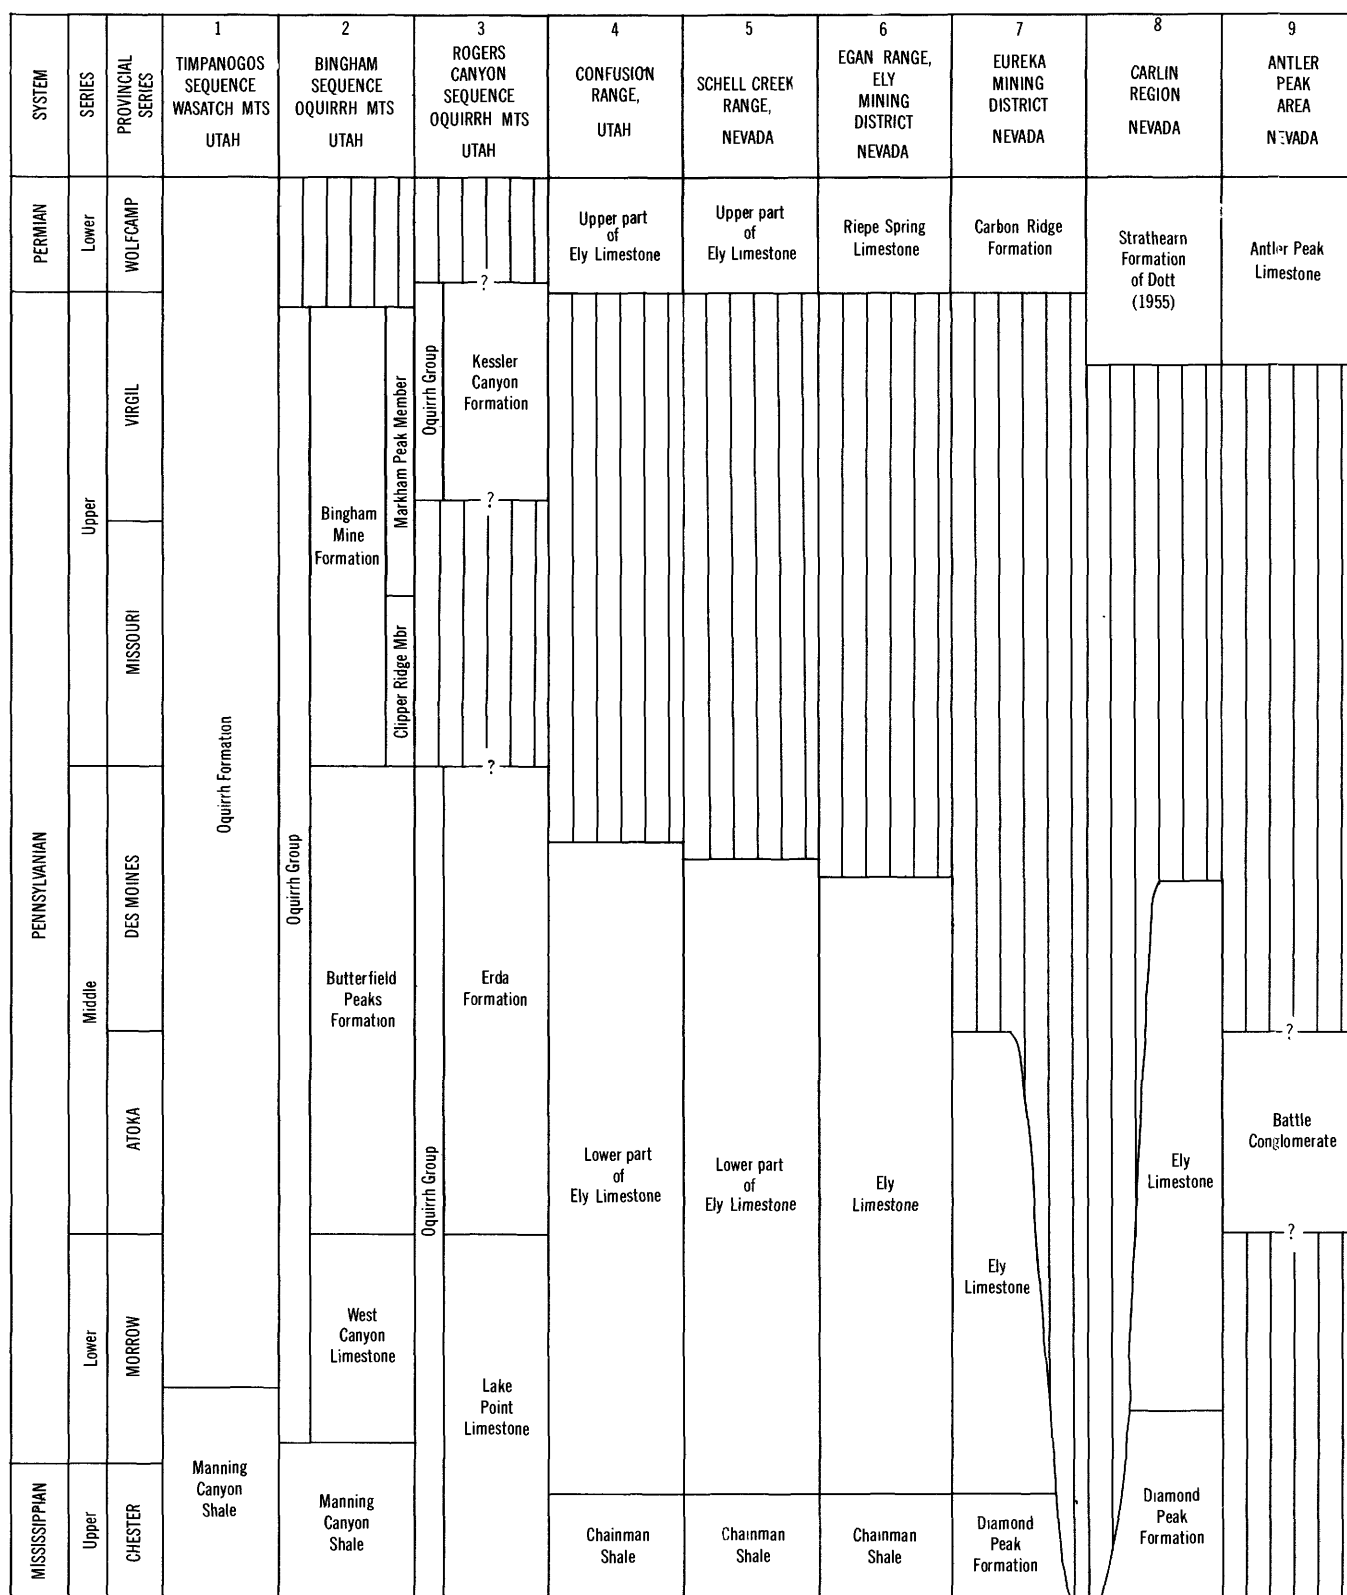 SYSTEM
SERIES
PROVINCIAL
SERIES
1
TIMPANOGOS
SEQUENCE
WASATCH MTS
UTAH
2
BINGHAM
SEQUENCE
OQUIRRH MTS
UTAH
3
ROGERS
CANYON
SEQUENCE
OQUIRRH MTS
UTAH
4
CONFUSION
RANGE,
UTAH
5
SCHELL CREEK
RANGE,
NEVADA
6
EGAN RANGE,
ELY
MINING
DISTRICT
NEVADA
7
EUREKA
MINING
DISTRICT
NEVADA
8
CARLIN
REGION
NEVADA
9
ANTLER
PEAK
AREA
NEVADA
PERMIAN
Lower
WOLFCAMP
PENNSYLVANIAN
Upper
VIRGIL
MISSOURI
Middle
DES MOINES
ATOKA
Lower
MORROW
MISSISSIPPIAN
Upper
CHESTER
Oquirrh Formation
Manning
Canyon
Shale
Oquirrh Group
Bingham
Mine
Formation
Markham Peak Member
Clipper Ridge Mbr
Butterfield
Peaks
Formation
West
Canyon
Limestone
Manning
Canyon
Shale
?
Oquirrh Group
Kessler
Canyon
Formation
?
?
Oquirrh Group
Erda
Formation
Lake
Point
Limestone
Upper part
of
Ely Limestone
Lower part
of
Ely Limestone
Chainman
Shale
Upper part
of
Ely Limestone
Lower part
of
Ely Limestone
Chainman
Shale
Riepe Spring
Limestone
Ely
Limestone
Chainman
Shale
Carbon Ridge
Formation
Ely
Limestone
Diamond
Peak
Formation
Strathearn
Formation
of Dott
(1955)
Ely
Limestone
Diamond
Peak
Formation
Antler Peak
Limestone
?
Battle
Conglomerate
?